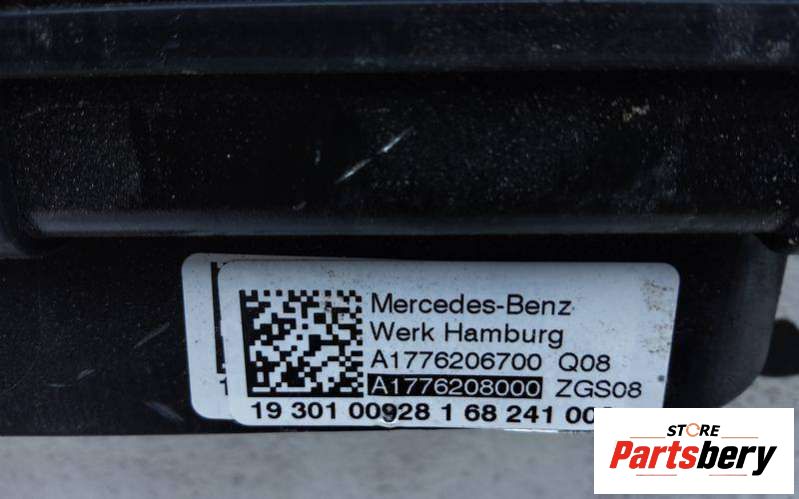 Mercedes-Benz
Werk Hamburg
A1776206700 Q08
A1776208000 ZGS08
19 301 00928 1 68 241
STORE
Partsbery